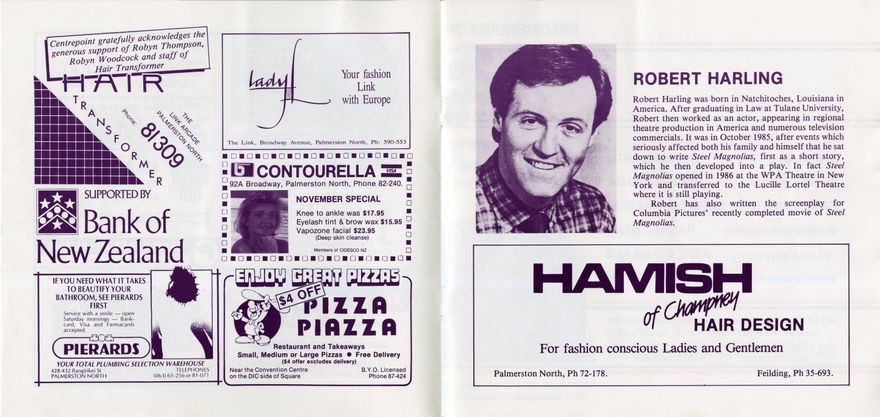 Centrepoint gratefully acknowledges the
generous support of Robyn Thompson,
Robyn Woodcock and staff of
Hair Transformer
HAIR
TRANSFORMER
THE
LINK ARCADE
PALMERSTON NORTH
Phone:
81309
SUPPORTED BY
Bank of
New Zealand
IF YOU NEED WHAT IT TAKES
TO BEAUTIFY YOUR
BATHROOM, SEE PIERARDS
FIRST
Service with a smile — open
Saturday mornings — Bank-
card, Visa and Farmacards
accepted.
PIERARDS
YOUR TOTAL PLUMBING SELECTION WAREHOUSE
428-432 Rangitikei St
PALMERSTON NORTH
TELEPHONES
(063) 65-256 or 81-071
lady L
Your fashion
Link
with Europe
The Link, Broadway Avenue, Palmerston North, Ph: 590-553
CONTOURELLA
VISA
92A Broadway, Palmerston North, Phone 82-240.
NOVEMBER SPECIAL
Knee to ankle wax $17.95
Eyelash tint & brow wax $15.95
Vapozone facial $23.95
(Deep skin cleanse)
Members of CIDESCO NZ
ENJOY GREAT PIZZAS
$4 OFF
PIZZA
PIAZZA
Restaurant and Takeaways
Small, Medium or Large Pizzas ● Free Delivery
($4 offer excludes delivery)
Near the Convention Centre
on the DIC side of Square
B.Y.O. Licensed
Phone 87-424
ROBERT HARLING
Robert Harling was born in Natchitoches, Louisiana in
America. After graduating in Law at Tulane University,
Robert then worked as an actor, appearing in regional
theatre production in America and numerous television
commercials. It was in October 1985, after events which
seriously affected both his family and himself that he sat
down to write Steel Magnolias, first as a short story,
which he then developed into a play. In fact Steel
Magnolias opened in 1986 at the WPA Theatre in New
York and transferred to the Lucille Lortel Theatre
where it is still playing.
Robert has also written the screenplay for
Columbia Pictures' recently completed movie of Steel
Magnolias.
HAMISH
of Champney
HAIR DESIGN
For fashion conscious Ladies and Gentlemen
Palmerston North, Ph 72-178.
Feilding, Ph 35-693.